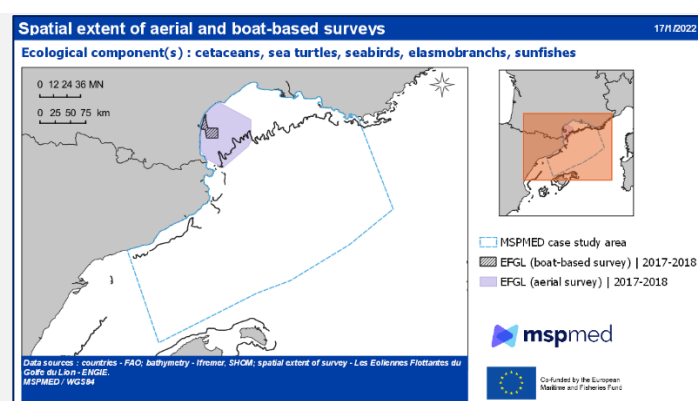 Spatial extent of aerial and boat-based surveys
17/1/2022
Ecological component(s) : cetaceans, sea turtles, seabirds, elasmobranchs, sunfishes
0 12 24 36 MN
0 25 50 75 km
MSPMED case study area
EFGL (boat-based survey) | 2017-2018
EFGL (aerial survey) | 2017-2018
mspmed
Data sources : countries - FAO; bathymetry - Ifremer, SHOM; spatial extent of survey - Les Eoliennes Flottantes du
Golfe du Lion - ENGIE.
MSPMED / WGS84
Co-funded by the European
Maritime and Fisheries Fund